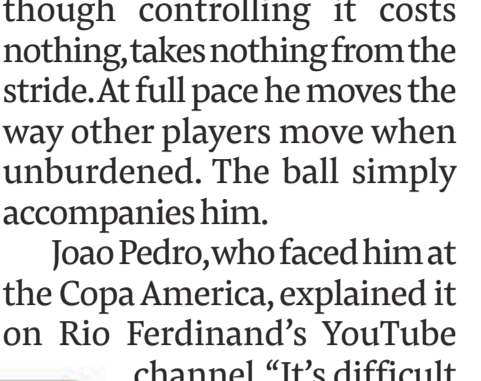 though controlling it costs
nothing, takes nothing from the
stride. At full pace he moves the
way other players move when
unburdened. The ball simply
accompanies him.
Joao Pedro, who faced him at
the Copa America, explained it
on Rio Ferdinand’s YouTube
channel. “It’s difficult